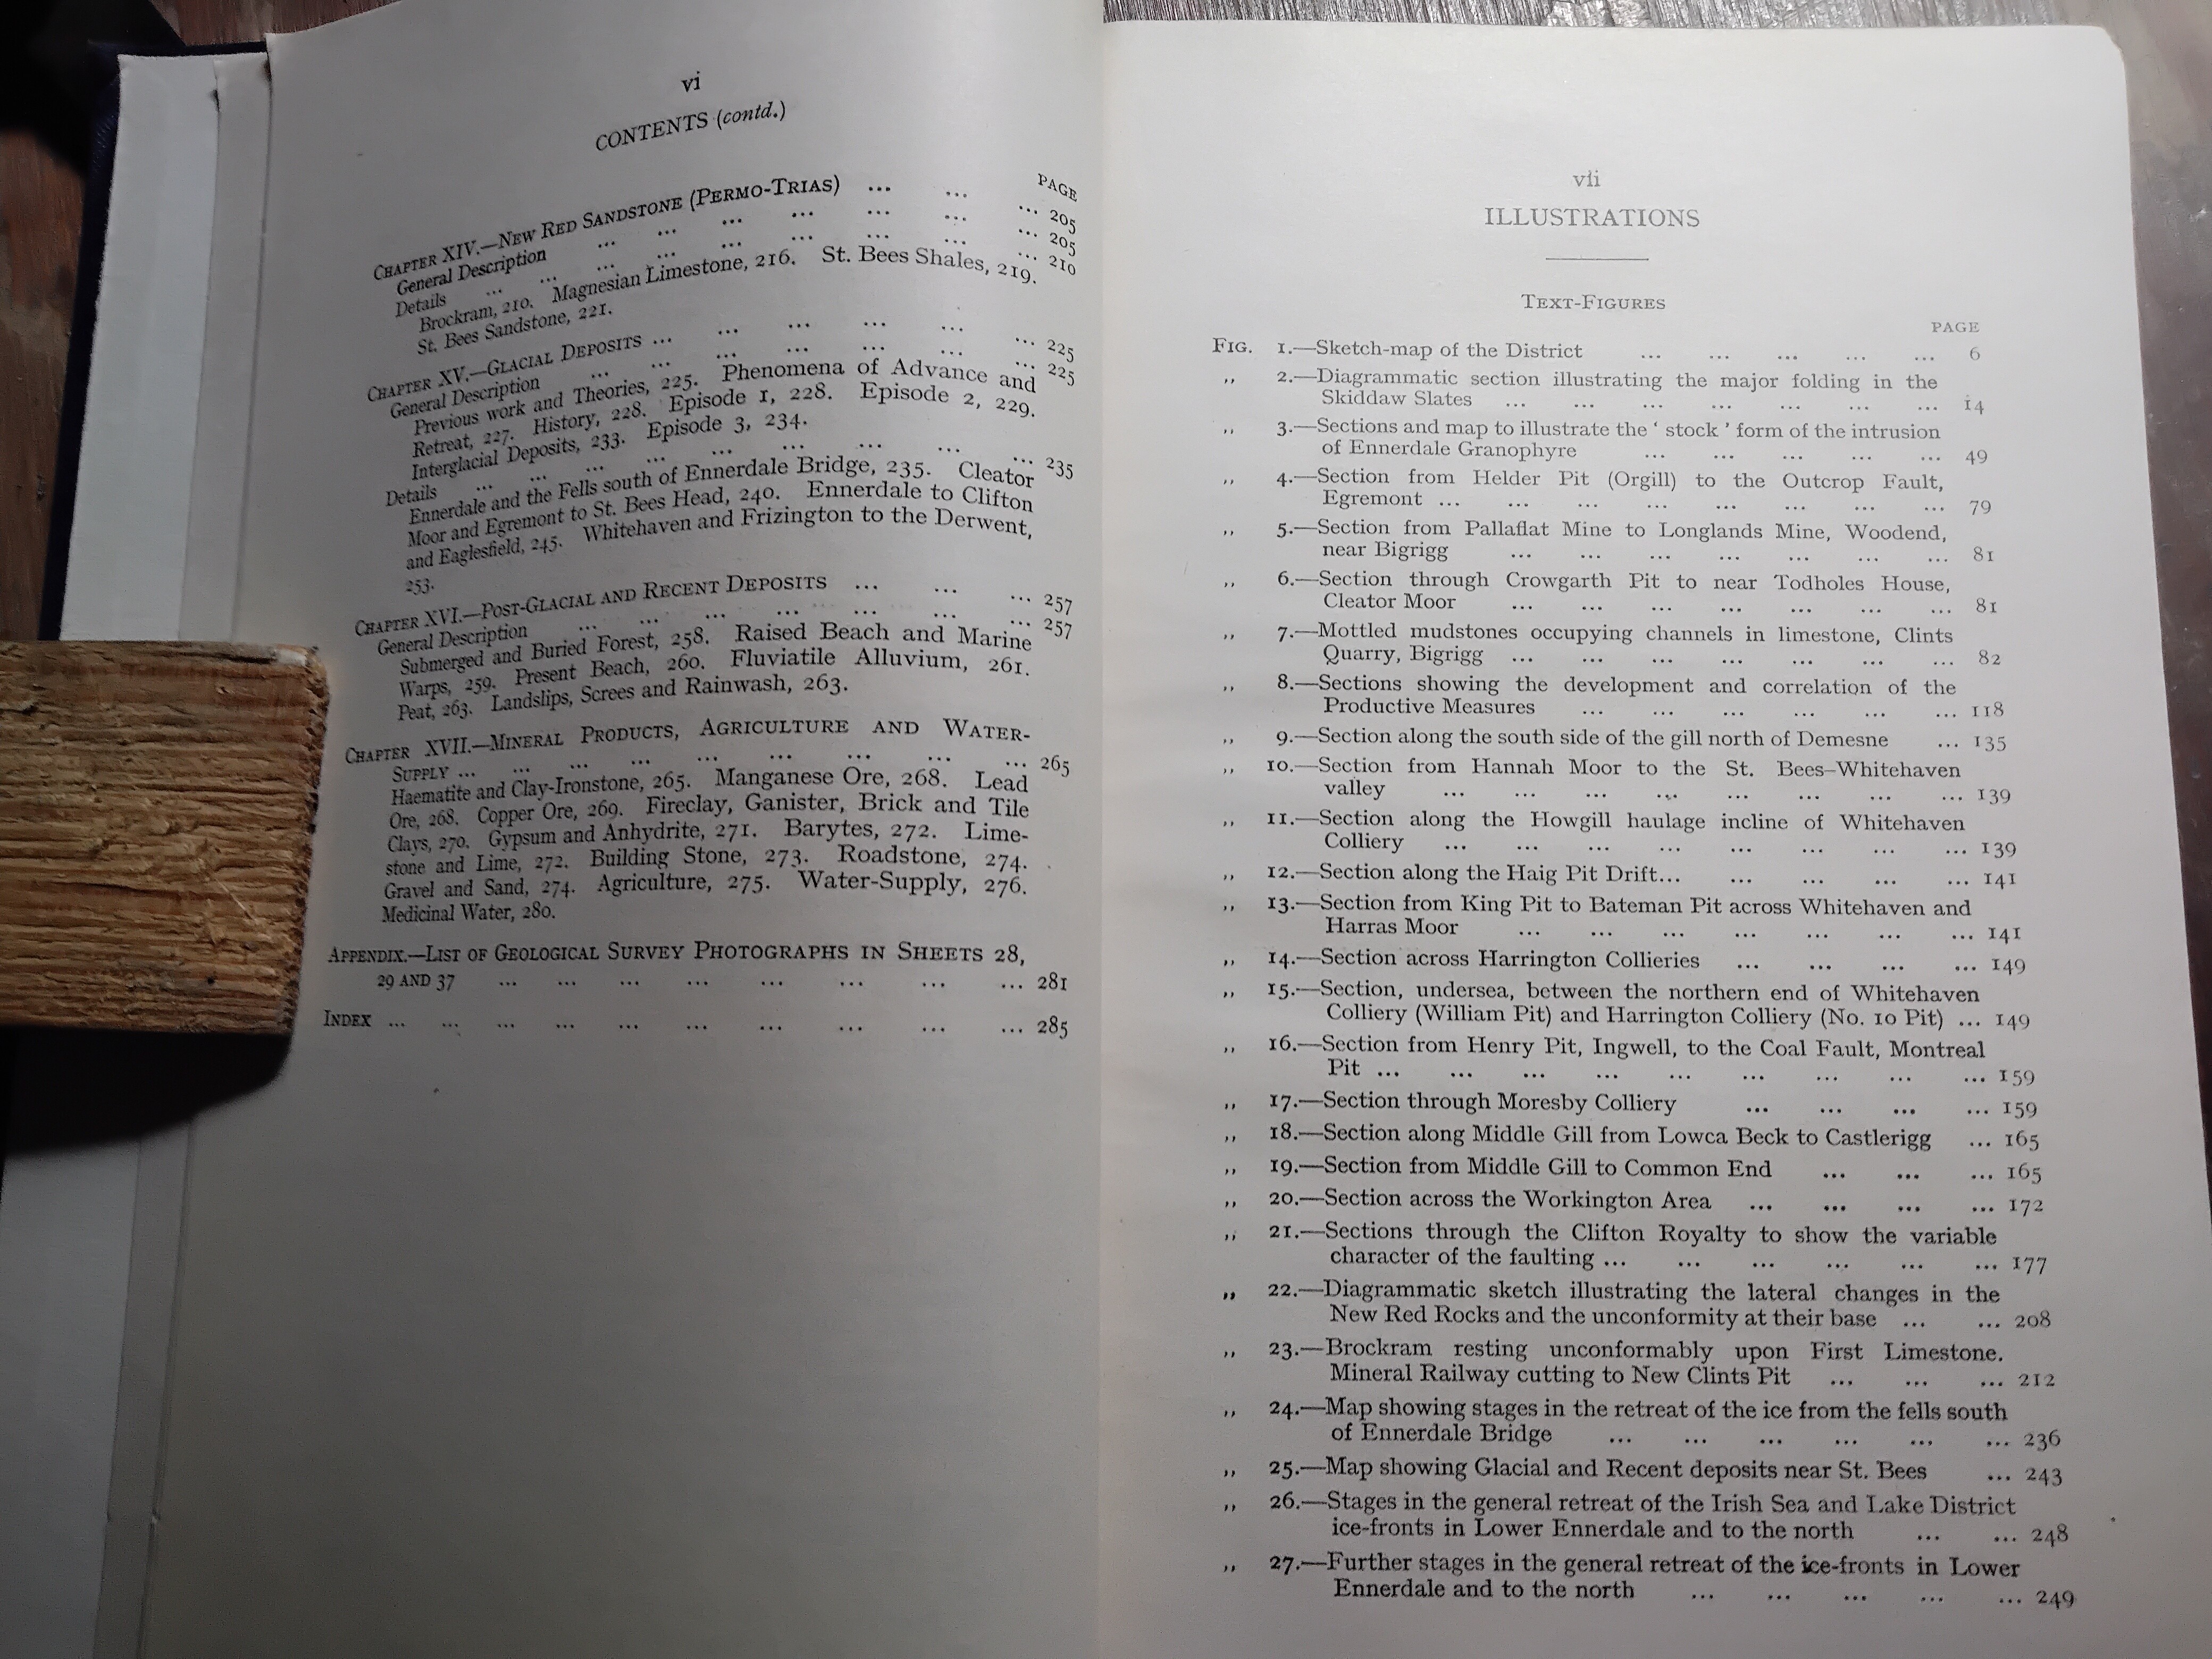 vi
CONTENTS (contd.)
PAGE
CHAPTER XIV.—NEW RED SANDSTONE (PERMO-TRIAS) ... ... ... 205
General Description ... ... ... ... ... ... ... 205
Details ... ... ... ... ... ... ... ... 210
Brockram, 210. Magnesian Limestone, 216. St. Bees Shales, 219.
St. Bees Sandstone, 221.
CHAPTER XV.—GLACIAL DEPOSITS ... ... ... ... ... ... 225
General Description ... ... ... ... ... ... ... 225
Previous work and Theories, 225. Phenomena of Advance and
Retreat, 227. History, 228. Episode 1, 228. Episode 2, 229.
Interglacial Deposits, 233. Episode 3, 234.
Details ... ... ... ... ... ... ... ... 235
Ennerdale and the Fells south of Ennerdale Bridge, 235. Cleator
Moor and Egremont to St. Bees Head, 240. Ennerdale to Clifton
and Eaglesfield, 245. Whitehaven and Frizington to the Derwent,
253.
CHAPTER XVI.—POST-GLACIAL AND RECENT DEPOSITS ... ... ... 257
General Description ... ... ... ... ... ... ... 257
Submerged and Buried Forest, 258. Raised Beach and Marine
Warps, 259. Present Beach, 260. Fluviatile Alluvium, 261.
Peat, 263. Landslips, Screes and Rainwash, 263.
CHAPTER XVII.—MINERAL PRODUCTS, AGRICULTURE AND WATER-
SUPPLY ... ... ... ... ... ... ... ... ... 265
Haematite and Clay-Ironstone, 265. Manganese Ore, 268. Lead
Ore, 268. Copper Ore, 269. Fireclay, Ganister, Brick and Tile
Clays, 270. Gypsum and Anhydrite, 271. Barytes, 272. Lime-
stone and Lime, 272. Building Stone, 273. Roadstone, 274.
Gravel and Sand, 274. Agriculture, 275. Water-Supply, 276.
Medicinal Water, 280.
APPENDIX.—LIST OF GEOLOGICAL SURVEY PHOTOGRAPHS IN SHEETS 28,
29 AND 37 ... ... ... ... ... ... ... ... 281
INDEX ... ... ... ... ... ... ... ... ... 285
vii
ILLUSTRATIONS
TEXT-FIGURES
PAGE
FIG. 1.—Sketch-map of the District ... ... ... ... ... 6
,, 2.—Diagrammatic section illustrating the major folding in the
Skiddaw Slates ... ... ... ... ... ... ... 14
,, 3.—Sections and map to illustrate the ' stock ' form of the intrusion
of Ennerdale Granophyre ... ... ... ... ... 49
,, 4.—Section from Helder Pit (Orgill) to the Outcrop Fault,
Egremont ... ... ... ... ... ... ... ... 79
,, 5.—Section from Pallaflat Mine to Longlands Mine, Woodend,
near Bigrigg ... ... ... ... ... ... ... 81
,, 6.—Section through Crowgarth Pit to near Todholes House,
Cleator Moor ... ... ... ... ... ... ... 81
,, 7.—Mottled mudstones occupying channels in limestone, Clints
Quarry, Bigrigg ... ... ... ... ... ... ... 82
,, 8.—Sections showing the development and correlation of the
Productive Measures ... ... ... ... ... ... 118
,, 9.—Section along the south side of the gill north of Demesne ... 135
,, 10.—Section from Hannah Moor to the St. Bees–Whitehaven
valley ... ... ... ... ... ... ... ... 139
,, 11.—Section along the Howgill haulage incline of Whitehaven
Colliery ... ... ... ... ... ... ... ... 139
,, 12.—Section along the Haig Pit Drift... ... ... ... ... 141
,, 13.—Section from King Pit to Bateman Pit across Whitehaven and
Harras Moor ... ... ... ... ... ... ... 141
,, 14.—Section across Harrington Collieries ... ... ... ... 149
,, 15.—Section, undersea, between the northern end of Whitehaven
Colliery (William Pit) and Harrington Colliery (No. 10 Pit) ... 149
,, 16.—Section from Henry Pit, Ingwell, to the Coal Fault, Montreal
Pit ... ... ... ... ... ... ... ... ... 159
,, 17.—Section through Moresby Colliery ... ... ... ... 159
,, 18.—Section along Middle Gill from Lowca Beck to Castlerigg ... 165
,, 19.—Section from Middle Gill to Common End ... ... ... 165
,, 20.—Section across the Workington Area ... ... ... ... 172
,, 21.—Sections through the Clifton Royalty to show the variable
character of the faulting ... ... ... ... ... ... 177
,, 22.—Diagrammatic sketch illustrating the lateral changes in the
New Red Rocks and the unconformity at their base ... ... 208
,, 23.—Brockram resting unconformably upon First Limestone.
Mineral Railway cutting to New Clints Pit ... ... ... 212
,, 24.—Map showing stages in the retreat of the ice from the fells south
of Ennerdale Bridge ... ... ... ... ... ... 236
,, 25.—Map showing Glacial and Recent deposits near St. Bees ... 243
,, 26.—Stages in the general retreat of the Irish Sea and Lake District
ice-fronts in Lower Ennerdale and to the north ... ... 248
,, 27.—Further stages in the general retreat of the ice-fronts in Lower
Ennerdale and to the north ... ... ... ... ... 249